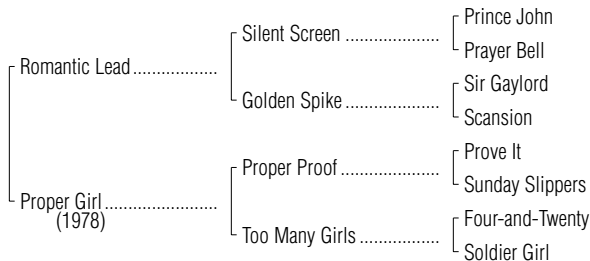 Silent Screen ....................
Prince John
Prayer Bell
Romantic Lead..................
Golden Spike ....................
Sir Gaylord
Scansion
Proper Proof .....................
Prove It
Sunday Slippers
Proper Girl ........................
(1978)
Too Many Girls .................
Four-and-Twenty
Soldier Girl